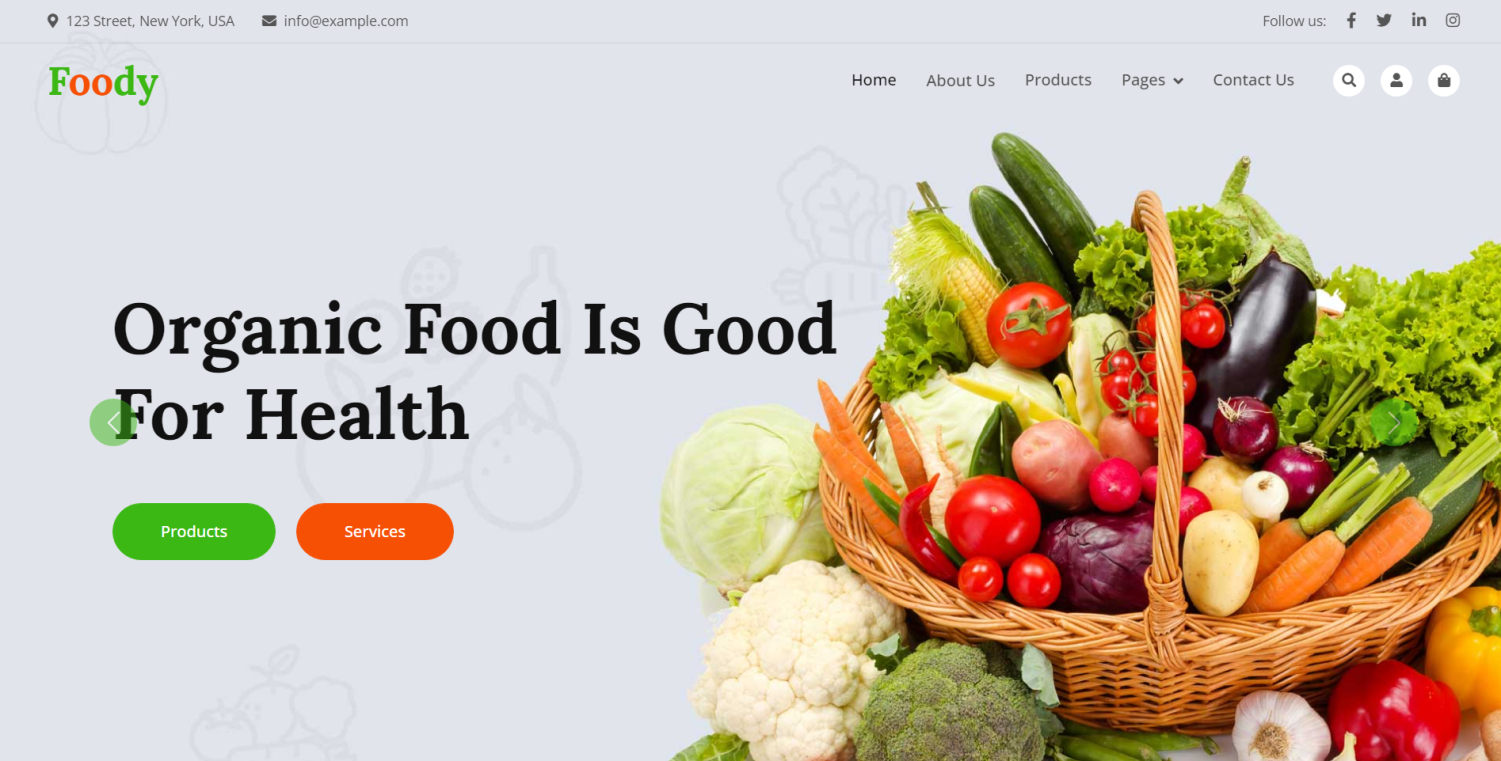 123 Street, New York, USA info@example.com Follow us:
Foody Home About Us Products Pages Contact Us
Organic Food Is Good
For Health
Products Services